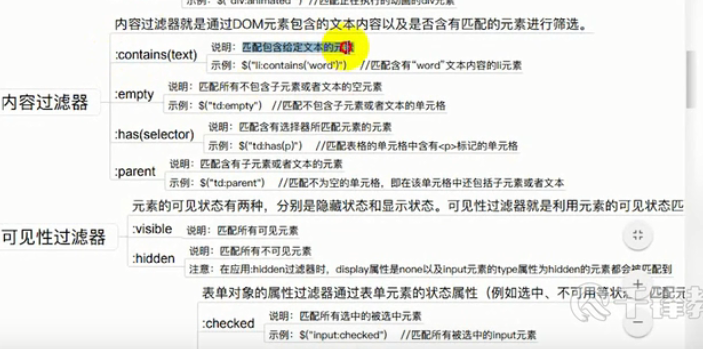 $("div:animated") //匹配正在执行的动画的div元素
内容过滤器就是通过DOM元素包含的文本内容以及是否含有匹配的元素进行筛选。
:contains(text)
说明：匹配包含给定文本的元素
示例：$("li:contains('word')") //匹配含有“word”文本内容的li元素
内容过滤器
:empty
说明：匹配所有不包含子元素或者文本的空元素
示例：$("td:empty") //匹配不包含子元素或者文本的单元格
:has(selector)
说明：匹配含有选择器所匹配元素的元素
示例：$("td:has(p)") //匹配表格的单元格中含有<p>标记的单元格
:parent
说明：匹配含有子元素或者文本的元素
示例：$("td:parent") //匹配不为空的单元格，即在该单元格中还包括子元素或者文本
元素的可见状态有两种，分别是隐藏状态和显示状态。可见性过滤器就是利用元素的可见状态匹
可见性过滤器
:visible
说明：匹配所有可见元素
:hidden
说明：匹配所有不可见元素
注意：在应用:hidden过滤器时，display属性是none以及input元素的type属性为hidden的元素都会被匹配到
表单对象的属性过滤器通过表单元素的状态属性（例如选中、不可用等状态）匹配元
:checked
说明：匹配所有选中的被选中元素
示例：$("input:checked") //匹配所有被选中的input元素
千锋教